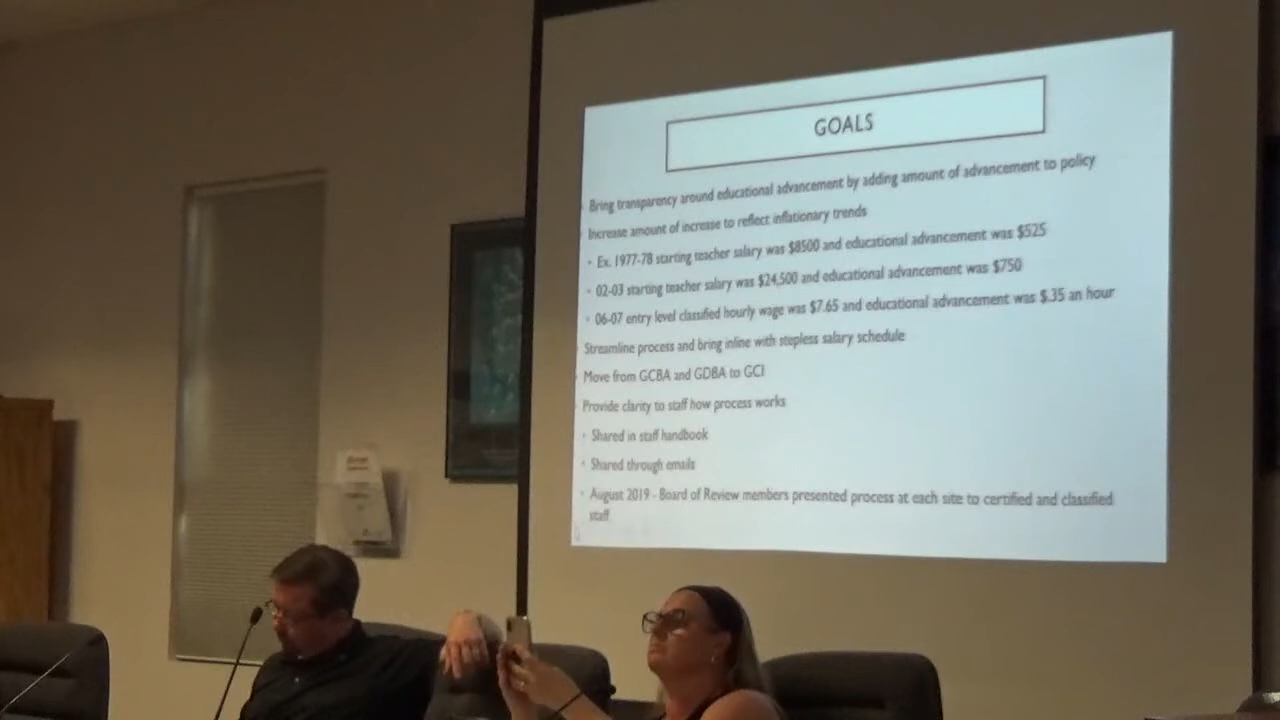 GOALS
Bring transparency around educational advancement by adding amount of advancement to policy
Increase amount of increase to reflect inflationary trends
Ex. 1977-78 starting teacher salary was $8500 and educational advancement was $525
02-03 starting teacher salary was $24,500 and educational advancement was $750
06-07 entry level classified hourly wage was $7.65 and educational advancement was $.35 an hour
Streamline process and bring inline with stepless salary schedule
Move from GCBA and GDBA to GCI
Provide clarity to staff how process works
Shared in staff handbook
Shared through emails
August 2019 - Board of Review members presented process at each site to certified and classified
staff